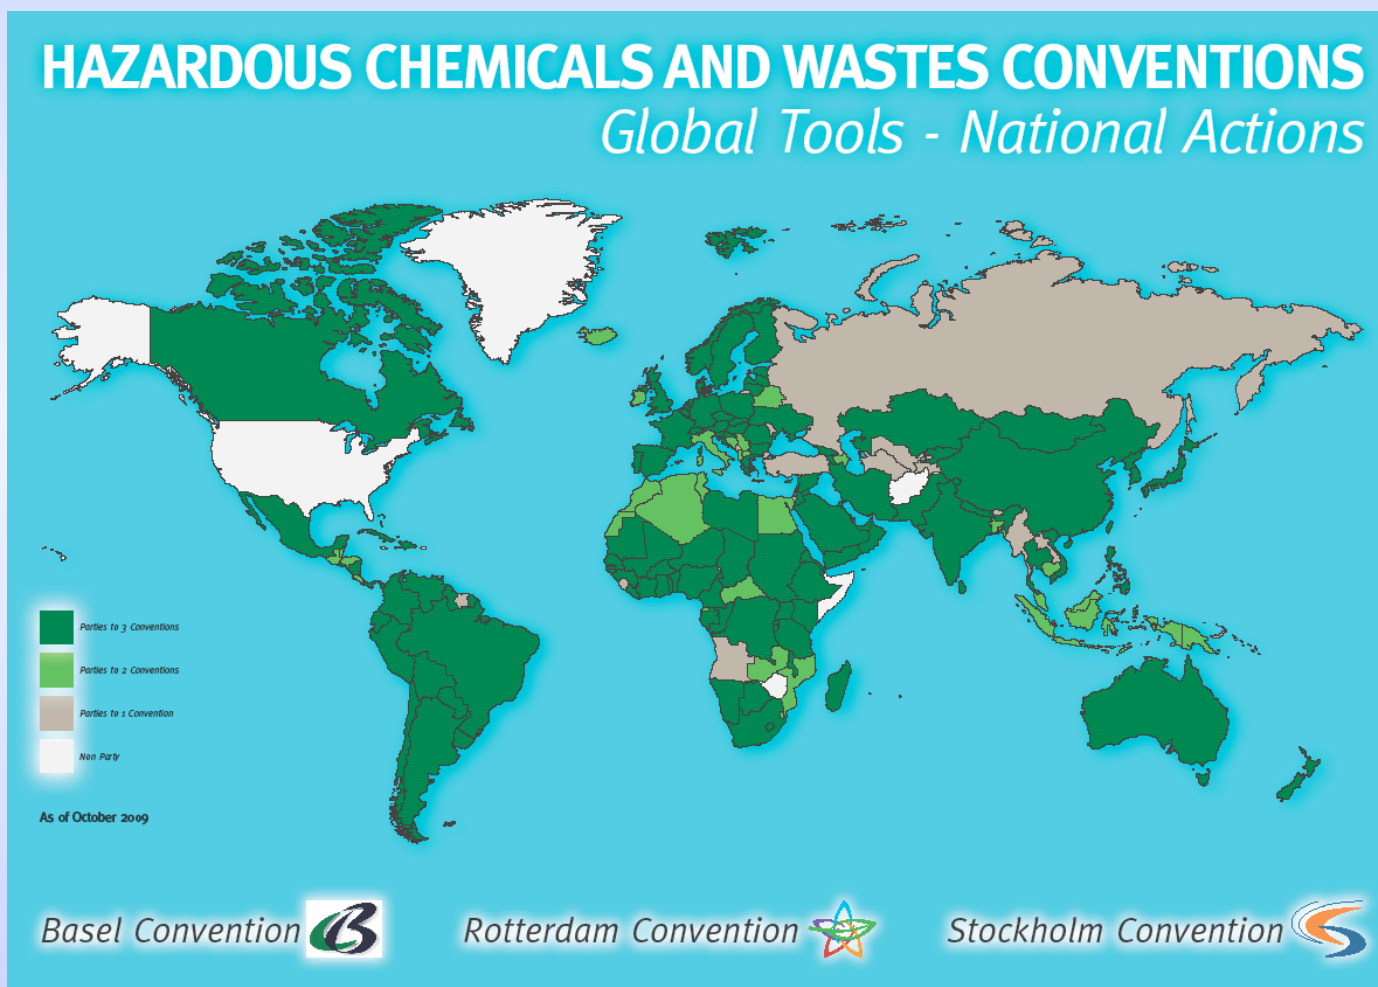 HAZARDOUS CHEMICALS AND WASTES CONVENTIONS
Global Tools - National Actions
Parties to 3 Conventions
Parties to 2 Conventions
Parties to 1 Convention
Non Party
As of October 2009
Basel Convention
Rotterdam Convention
Stockholm Convention